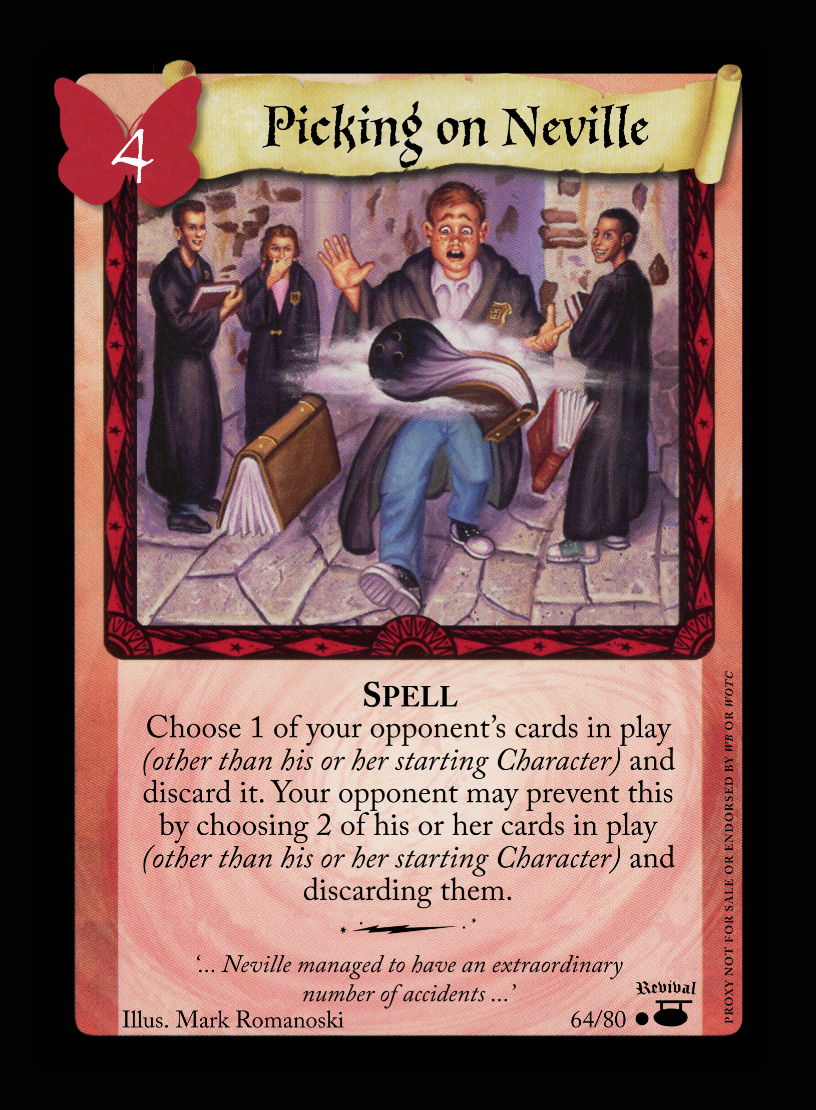 4
Picking on Neville
SPELL
Choose 1 of your opponent's cards in play
(other than his or her starting Character) and
discard it. Your opponent may prevent this
by choosing 2 of his or her cards in play
(other than his or her starting Character) and
discarding them.
'... Neville managed to have an extraordinary
number of accidents ...'
Revival
Illus. Mark Romanoski
64/80
PROXY NOT FOR SALE OR ENDORSED BY WB OR WOTC